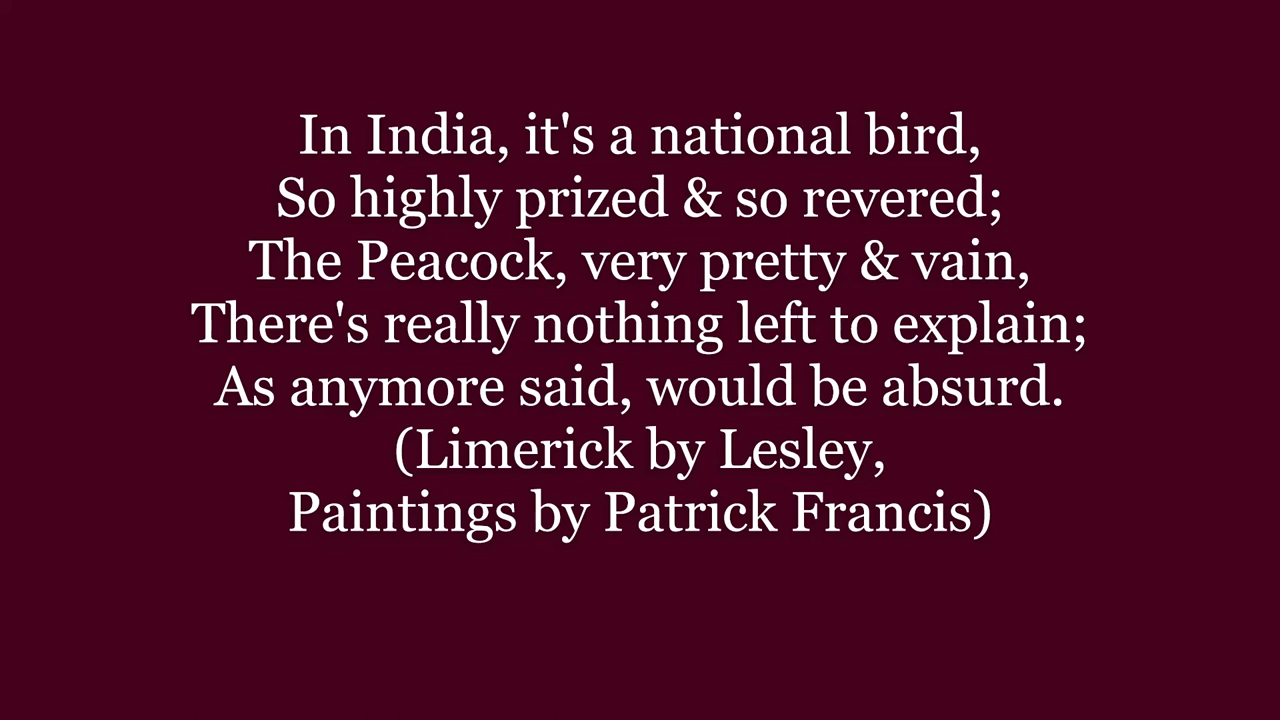 In India, it's a national bird,
So highly prized & so revered;
The Peacock, very pretty & vain,
There's really nothing left to explain;
As anymore said, would be absurd.
(Limerick by Lesley,
Paintings by Patrick Francis)